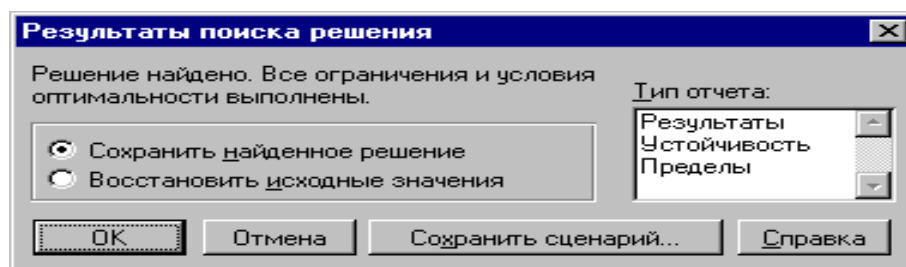 Результаты поиска решения
Решение найдено. Все ограничения и условия
оптимальности выполнены.
Тип отчета:
Результаты
Устойчивость
Пределы
Сохранить найденное решение
Восстановить исходные значения
OK
Отмена
Сохранить сценарий...
Справка